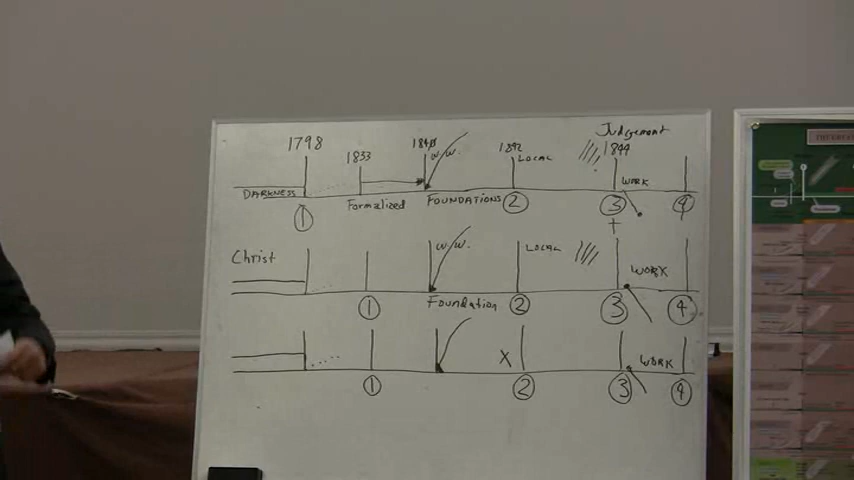 1798 1833 1840 1842 Judgement 1844
W.W. LOCAL WORK
DARKNESS Formalized FOUNDATIONS
1 2 3 4
Christ W.W. LOCAL WORK
Foundation
1 2 3 4
X WORK
1 2 3 4